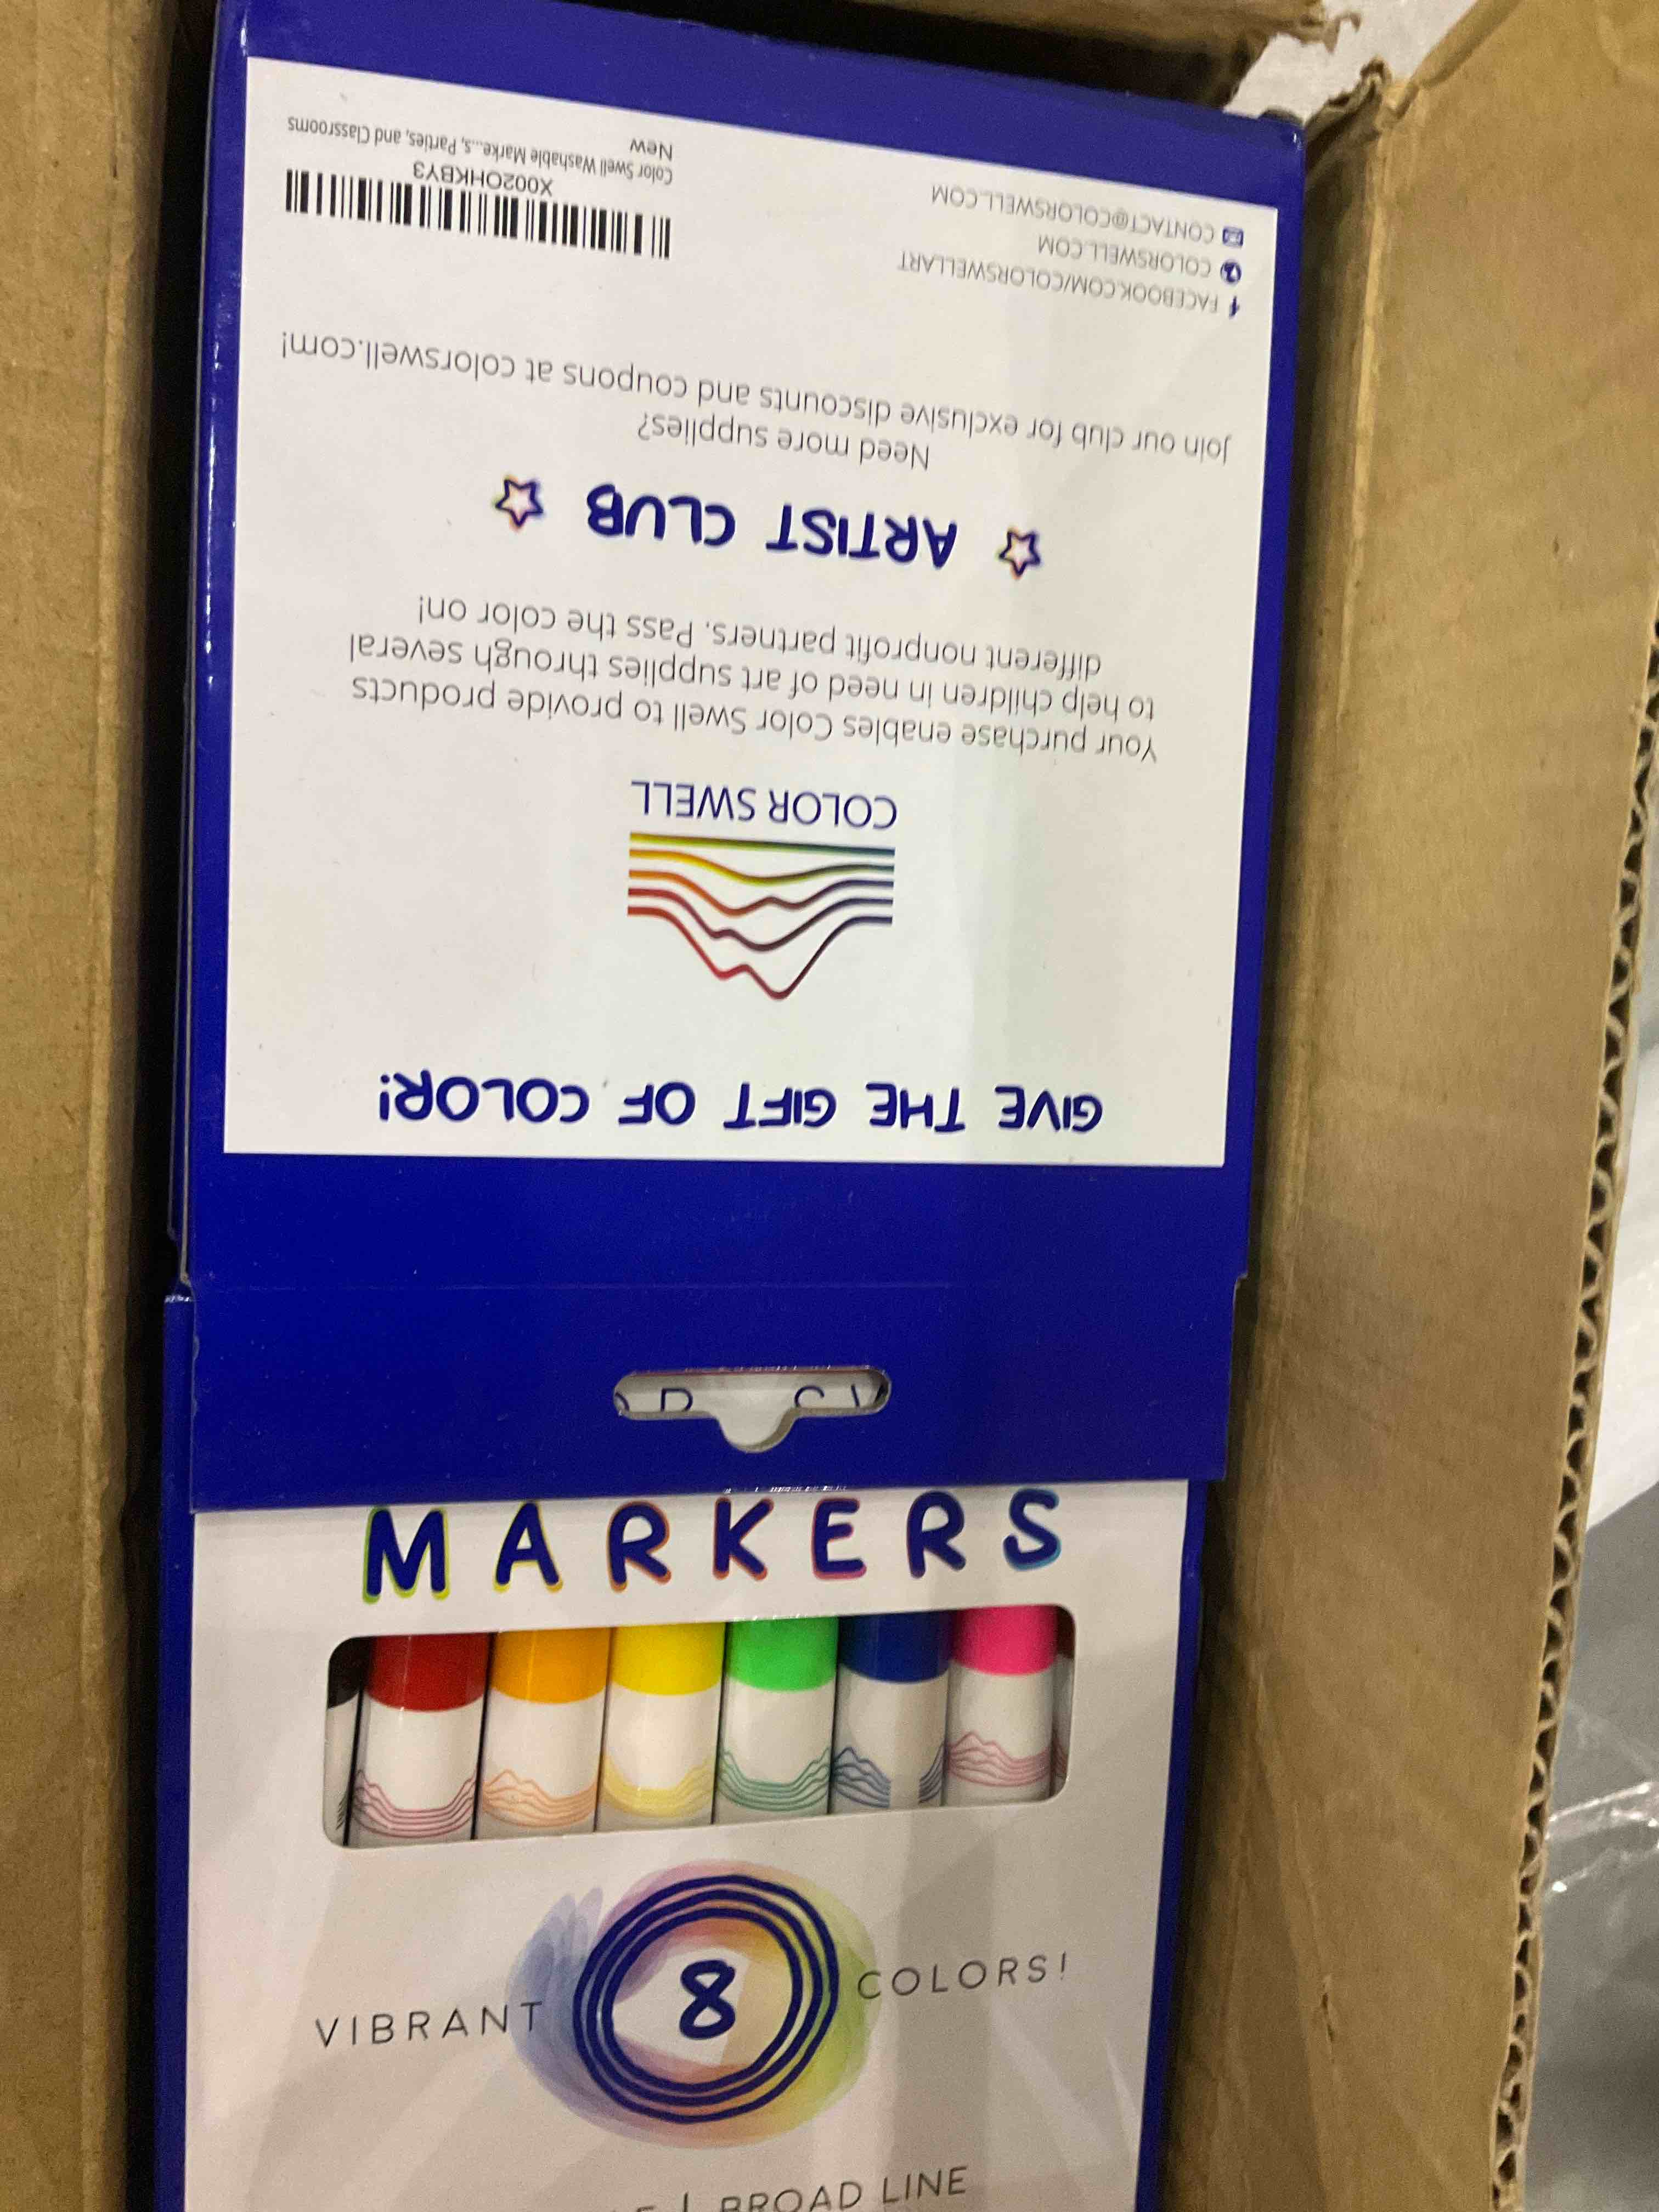 GIVE THE GIFT OF COLOR!
COLOR SWELL
Your purchase enables Color Swell to provide products
to help children in need of art supplies through several
different nonprofit partners. Pass the color on!
ARTIST CLUB
Need more supplies?
Join our club for exclusive discounts and coupons at colorswell.com!
FACEBOOK.COM/COLORSWELLART
COLORSWELL.COM
CONTACT@COLORSWELL.COM
X002OHKBY3
Color Swell Washable Marke...s, Parties, and Classrooms
New
MARKERS
VIBRANT 8 COLORS!
| BROAD LINE